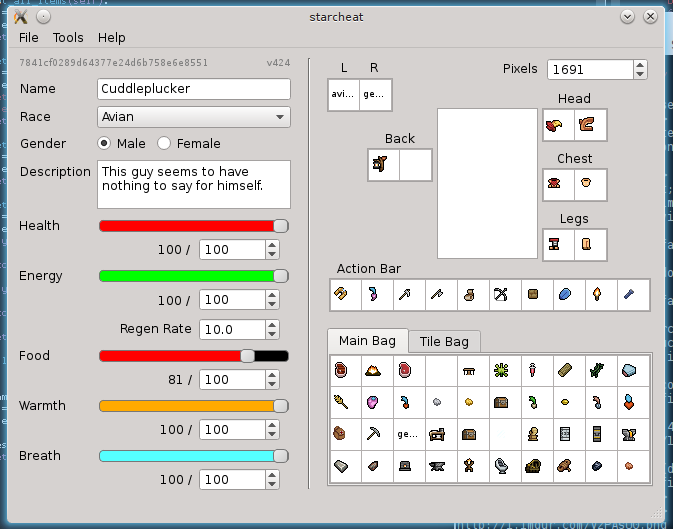 all_items(self):
starcheat
File Tools Help
7841cf0289d64377e24d6b758e6e8551 v424
Name Cuddleplucker
Race Avian
Gender Male Female
Description This guy seems to have
nothing to say for himself.
Health
100 / 100
Energy
100 / 100
Regen Rate 10.0
Food
81 / 100
Warmth
100 / 100
Breath
100 / 100
L R
avi... ge...
Pixels 1691
Back
Head
Chest
Legs
Action Bar
Main Bag Tile Bag
ge...